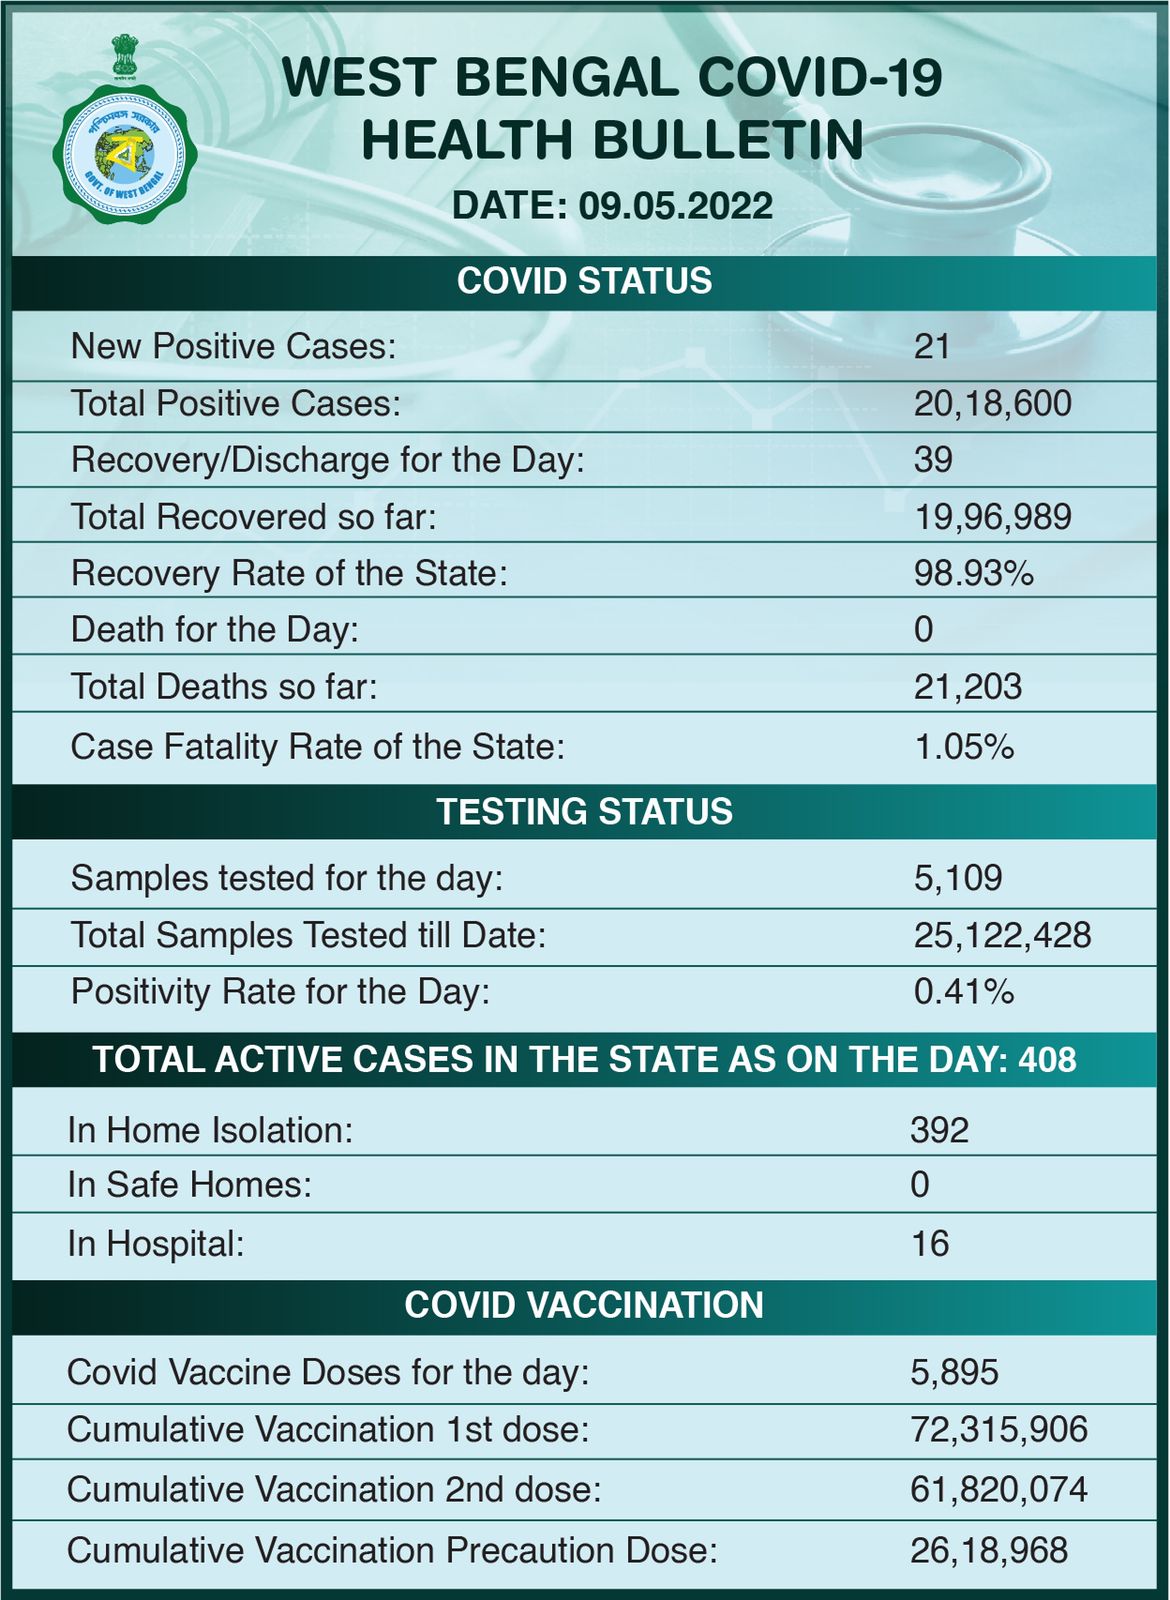 सत्यमेव जयते
পশ্চিমবঙ্গ সরকার
ব
GOVT. OF WEST BENGAL
WEST BENGAL COVID-19
HEALTH BULLETIN
DATE: 09.05.2022
COVID STATUS
New Positive Cases: 21
Total Positive Cases: 20,18,600
Recovery/Discharge for the Day: 39
Total Recovered so far: 19,96,989
Recovery Rate of the State: 98.93%
Death for the Day: 0
Total Deaths so far: 21,203
Case Fatality Rate of the State: 1.05%
TESTING STATUS
Samples tested for the day: 5,109
Total Samples Tested till Date: 25,122,428
Positivity Rate for the Day: 0.41%
TOTAL ACTIVE CASES IN THE STATE AS ON THE DAY: 408
In Home Isolation: 392
In Safe Homes: 0
In Hospital: 16
COVID VACCINATION
Covid Vaccine Doses for the day: 5,895
Cumulative Vaccination 1st dose: 72,315,906
Cumulative Vaccination 2nd dose: 61,820,074
Cumulative Vaccination Precaution Dose: 26,18,968